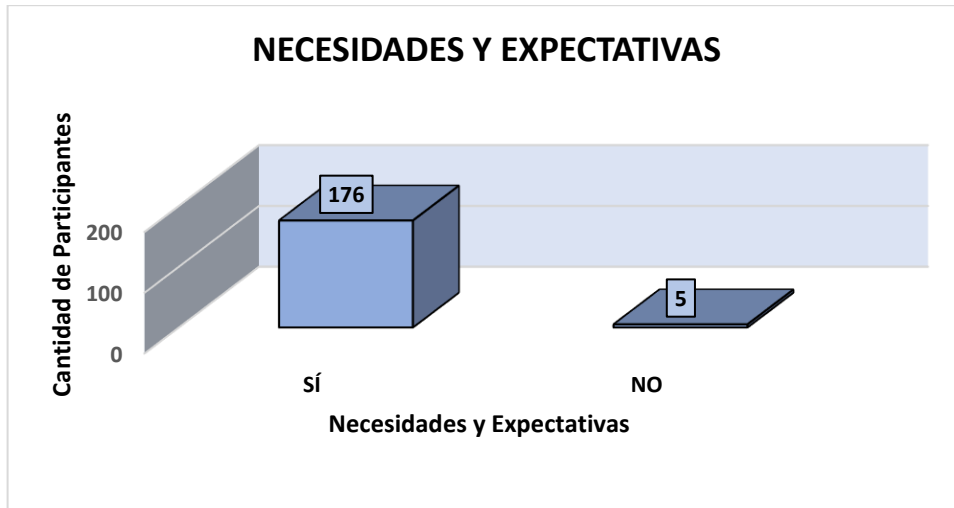 NECESIDADES Y EXPECTATIVAS
Cantidad de Participantes
200
100
0
176
5
SÍ
NO
Necesidades y Expectativas